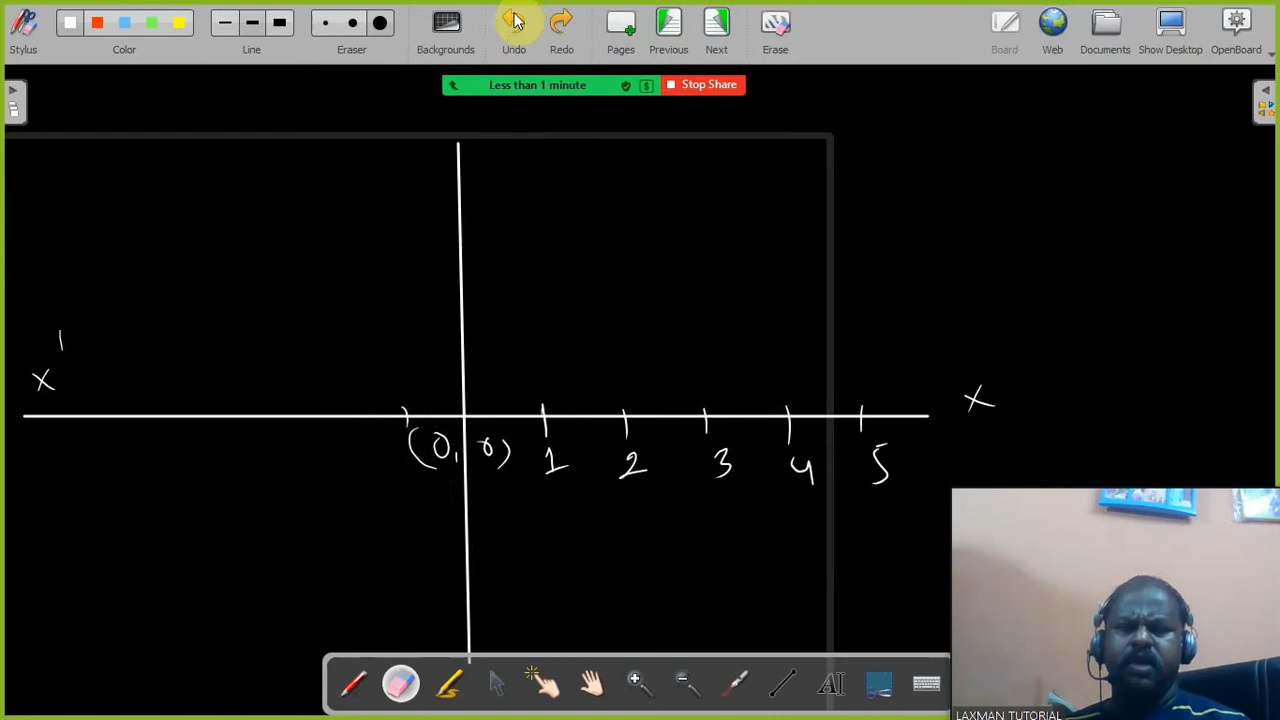 Stylus Color Line Eraser Backgrounds Undo Redo Pages Previous Next Erase Board Web Documents Show Desktop OpenBoard
Less than 1 minute $ Stop Share
x'
x
(0, 0) 1 2 3 4 5
AI
LAXMAN TUTORIAL